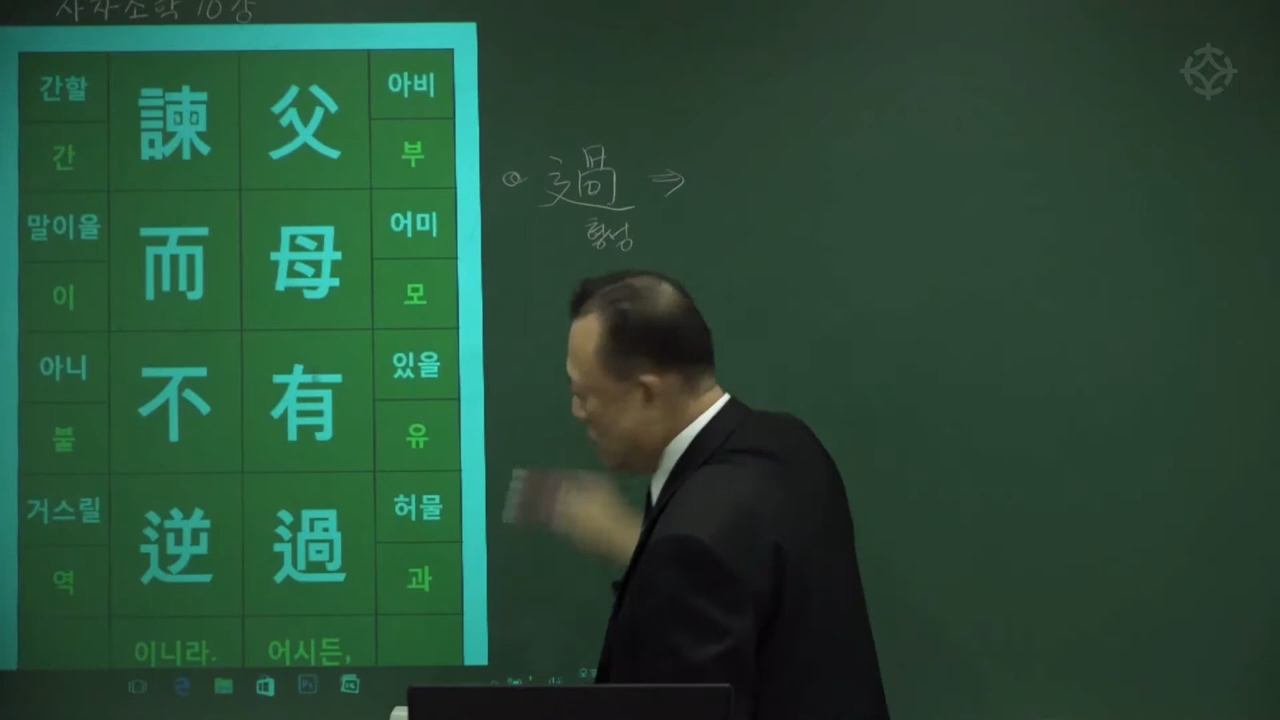 사자소학 10강
간할 諫 父 아비
간 부
말이을 而 母 어미
이 모
아니 不 有 있을
불 유
거스릴 逆 過 허물
역 과
이니라. 어시든,
過 ⇒
형성